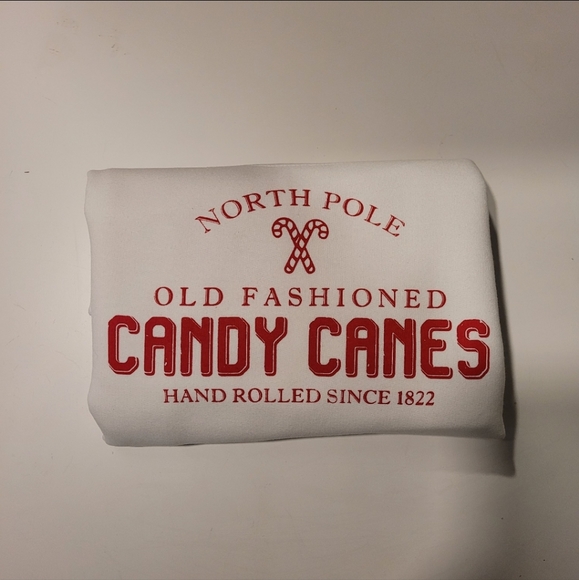 NORTH POLE
OLD FASHIONED
CANDY CANES
HAND ROLLED SINCE 1822